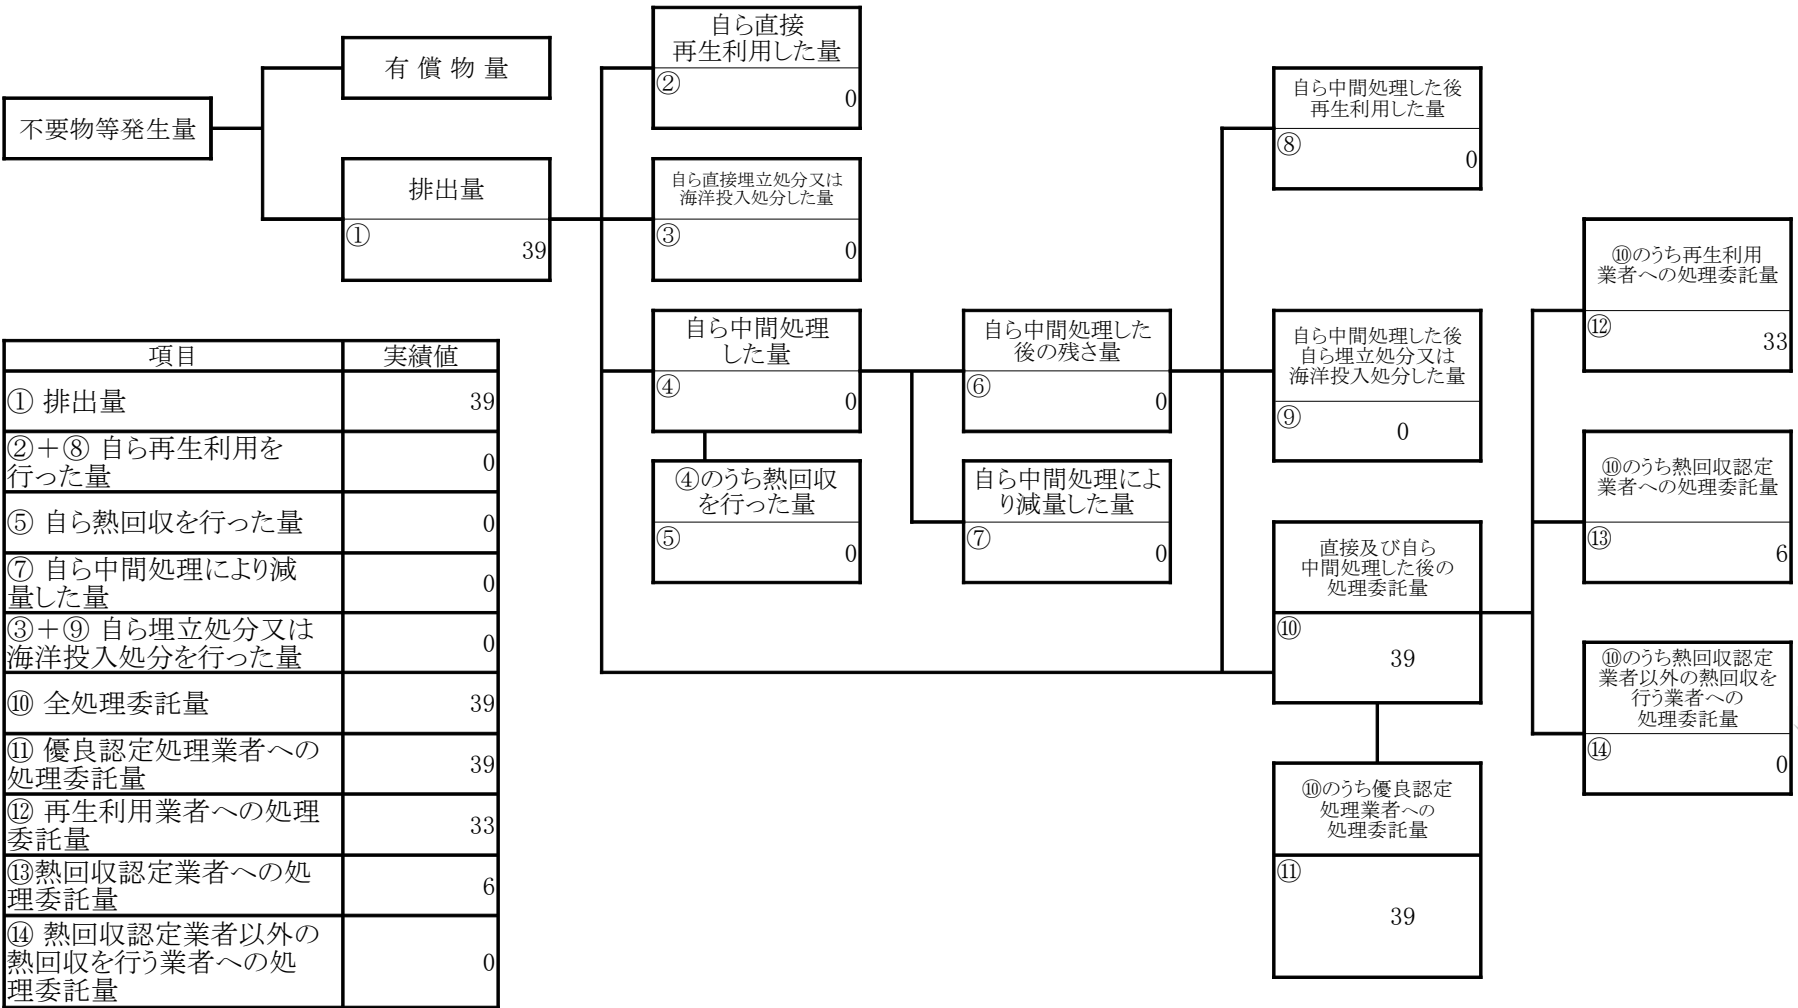 不要物等発生量
有 償 物 量
排出量
①
39
自ら直接
再生利用した量
②
0
自ら直接埋立処分又は
海洋投入処分した量
③
0
自ら中間処理
した量
④
0
④のうち熱回収
を行った量
⑤
0
自ら中間処理した
後の残さ量
⑥
0
自ら中間処理によ
り減量した量
⑦
0
自ら中間処理した後
再生利用した量
⑧
0
自ら中間処理した後
自ら埋立処分又は
海洋投入処分した量
⑨
0
直接及び自ら
中間処理した後の
処理委託量
⑩
39
⑩のうち優良認定
処理業者への
処理委託量
⑪
39
⑩のうち再生利用
業者への処理委託量
⑫
33
⑩のうち熱回収認定
業者への処理委託量
⑬
6
⑩のうち熱回収認定
業者以外の熱回収を
行う業者への
処理委託量
⑭
0
項目 実績値
① 排出量 39
②＋⑧ 自ら再生利用を
行った量 0
⑤ 自ら熱回収を行った量 0
⑦ 自ら中間処理により減
量した量 0
③＋⑨ 自ら埋立処分又は
海洋投入処分を行った量 0
⑩ 全処理委託量 39
⑪ 優良認定処理業者への
処理委託量 39
⑫ 再生利用業者への処理
委託量 33
⑬熱回収認定業者への処
理委託量 6
⑭ 熱回収認定業者以外の
熱回収を行う業者への処
理委託量 0